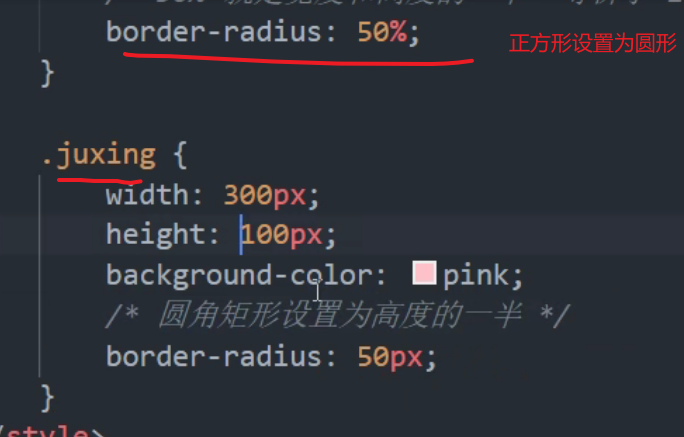 border-radius: 50%;
正方形设置为圆形
}
.juxing {
width: 300px;
height: 100px;
background-color: pink;
/* 圆角矩形设置为高度的一半 */
border-radius: 50px;
}
/style>